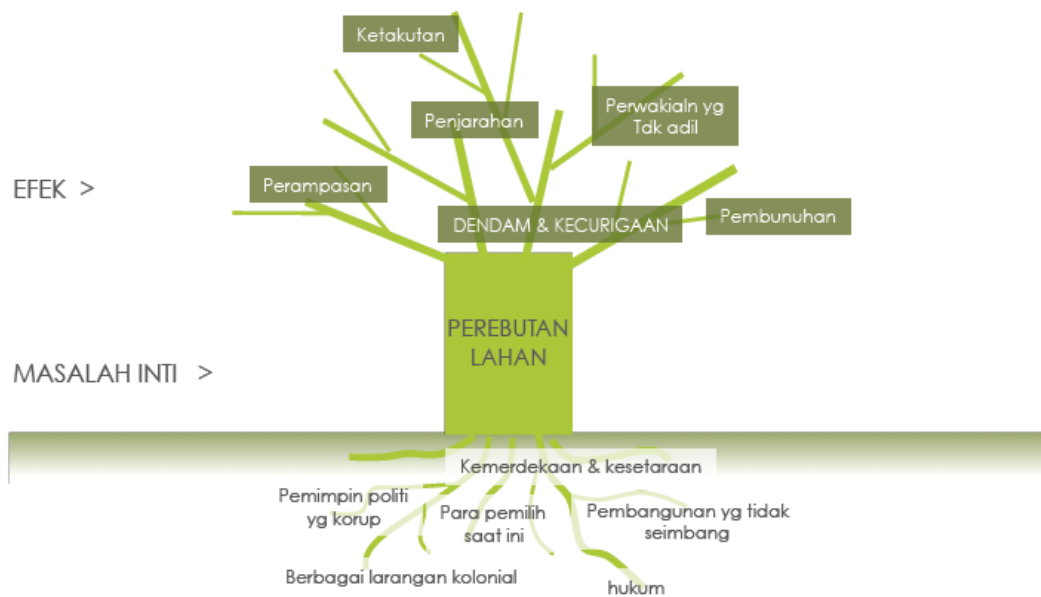 Ketakutan
Penjarahan
Perwakialn yg
Tdk adil
EFEK >
Perampasan
DENDAM & KECURIGAAN
Pembunuhan
PEREBUTAN
LAHAN
MASALAH INTI >
Kemerdekaan & kesetaraan
Pemimpin politi
yg korup
Para pemilih
saat ini
Pembangunan yg tidak
seimbang
Berbagai larangan kolonial
hukum